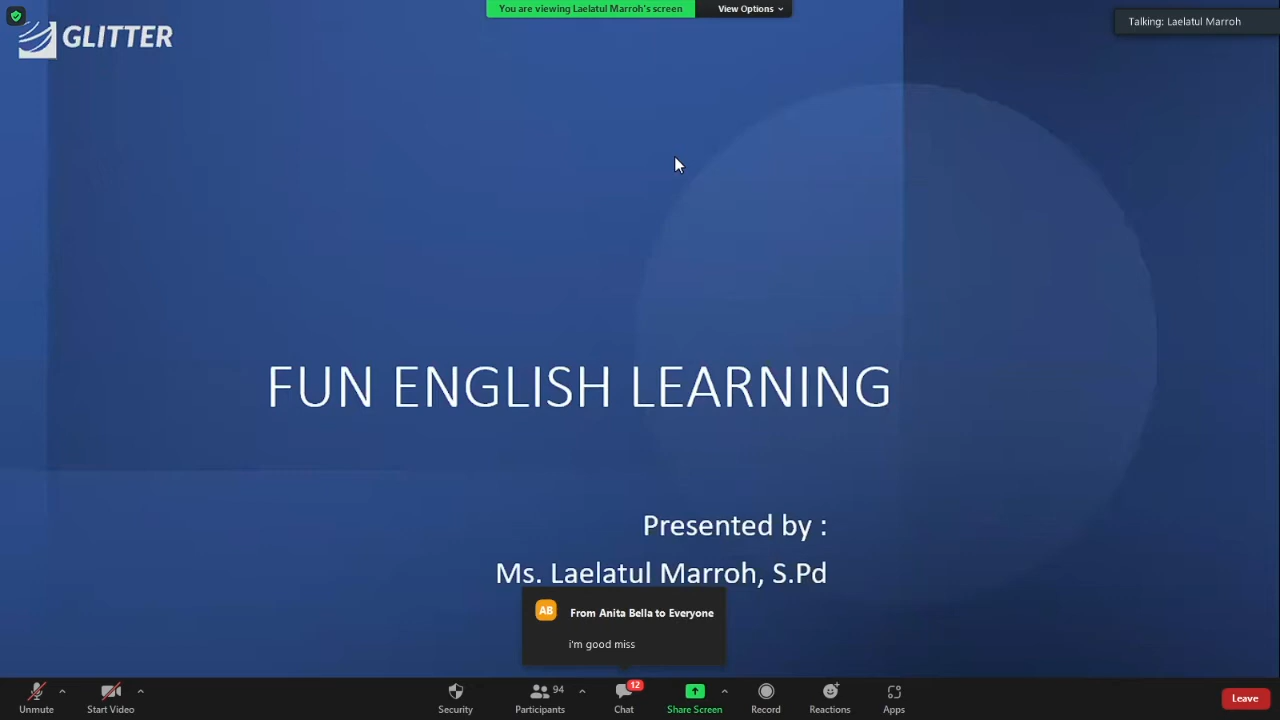 You are viewing Laelatul Marroh's screen
View Options
Talking: Laelatul Marroh
GLITTER
FUN ENGLISH LEARNING
Presented by :
Ms. Laelatul Marroh, S.Pd
AB
From Anita Bella to Everyone
i'm good miss
Unmute
Start Video
Security
94
Participants
12
Chat
Share Screen
Record
Reactions
Apps
Leave